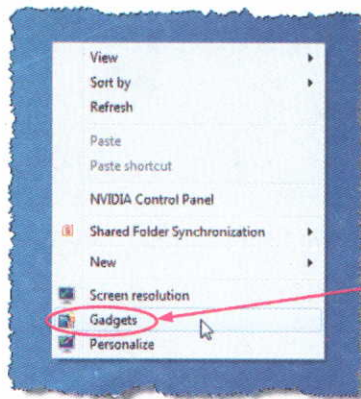 View
Sort by
Refresh
Paste
Paste shortcut
NVIDIA Control Panel
Shared Folder Synchronization
New
Screen resolution
Gadgets
Personalize